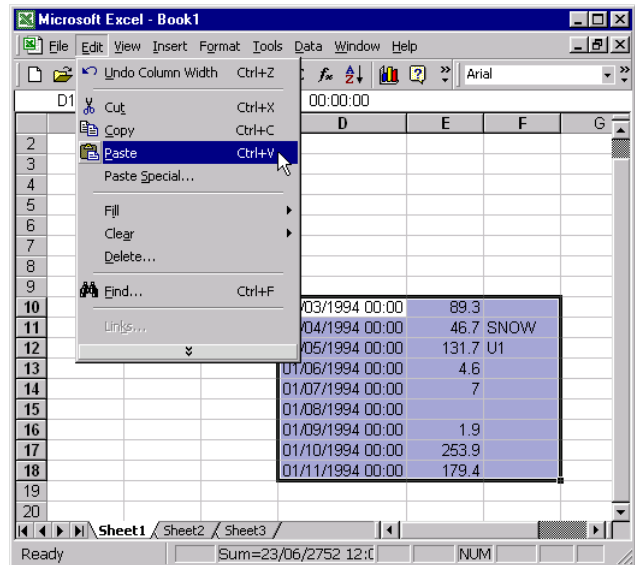 Microsoft Excel - Book1
File Edit View Insert Format Tools Data Window Help
Arial
D1 00:00:00
Undo Column Width Ctrl+Z
Cut Ctrl+X
Copy Ctrl+C
Paste Ctrl+V
Paste Special...
Fill
Clear
Delete...
Find... Ctrl+F
Links...
D E F G
2
3
4
5
6
7
8
9
10 /03/1994 00:00 89.3
11 /04/1994 00:00 46.7 SNOW
12 /05/1994 00:00 131.7 U1
13 01/06/1994 00:00 4.6
14 01/07/1994 00:00 7
15 01/08/1994 00:00
16 01/09/1994 00:00 1.9
17 01/10/1994 00:00 253.9
18 01/11/1994 00:00 179.4
19
20
Sheet1 Sheet2 Sheet3
Ready Sum=23/06/2752 12:0 NUM